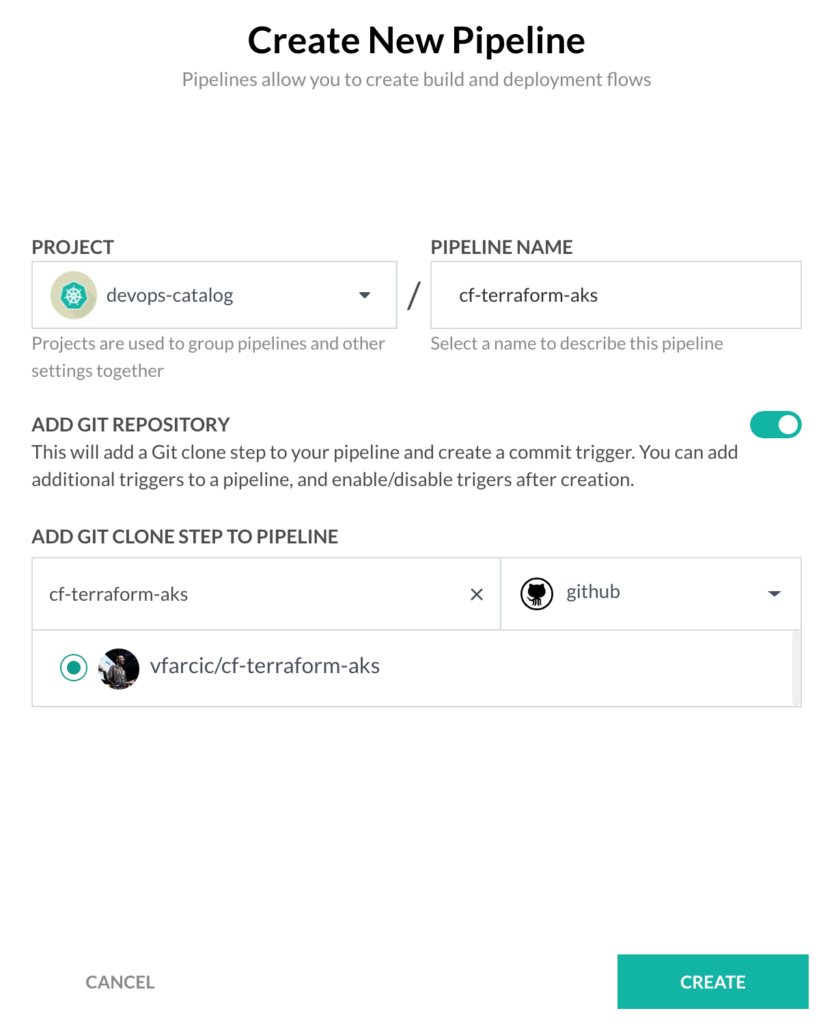 Create New Pipeline
Pipelines allow you to create build and deployment flows
PROJECT
PIPELINE NAME
devops-catalog
/
cf-terraform-aks
Projects are used to group pipelines and other
settings together
Select a name to describe this pipeline
ADD GIT REPOSITORY
This will add a Git clone step to your pipeline and create a commit trigger. You can add
additional triggers to a pipeline, and enable/disable trigers after creation.
ADD GIT CLONE STEP TO PIPELINE
cf-terraform-aks
github
vfarcic/cf-terraform-aks
CANCEL
CREATE